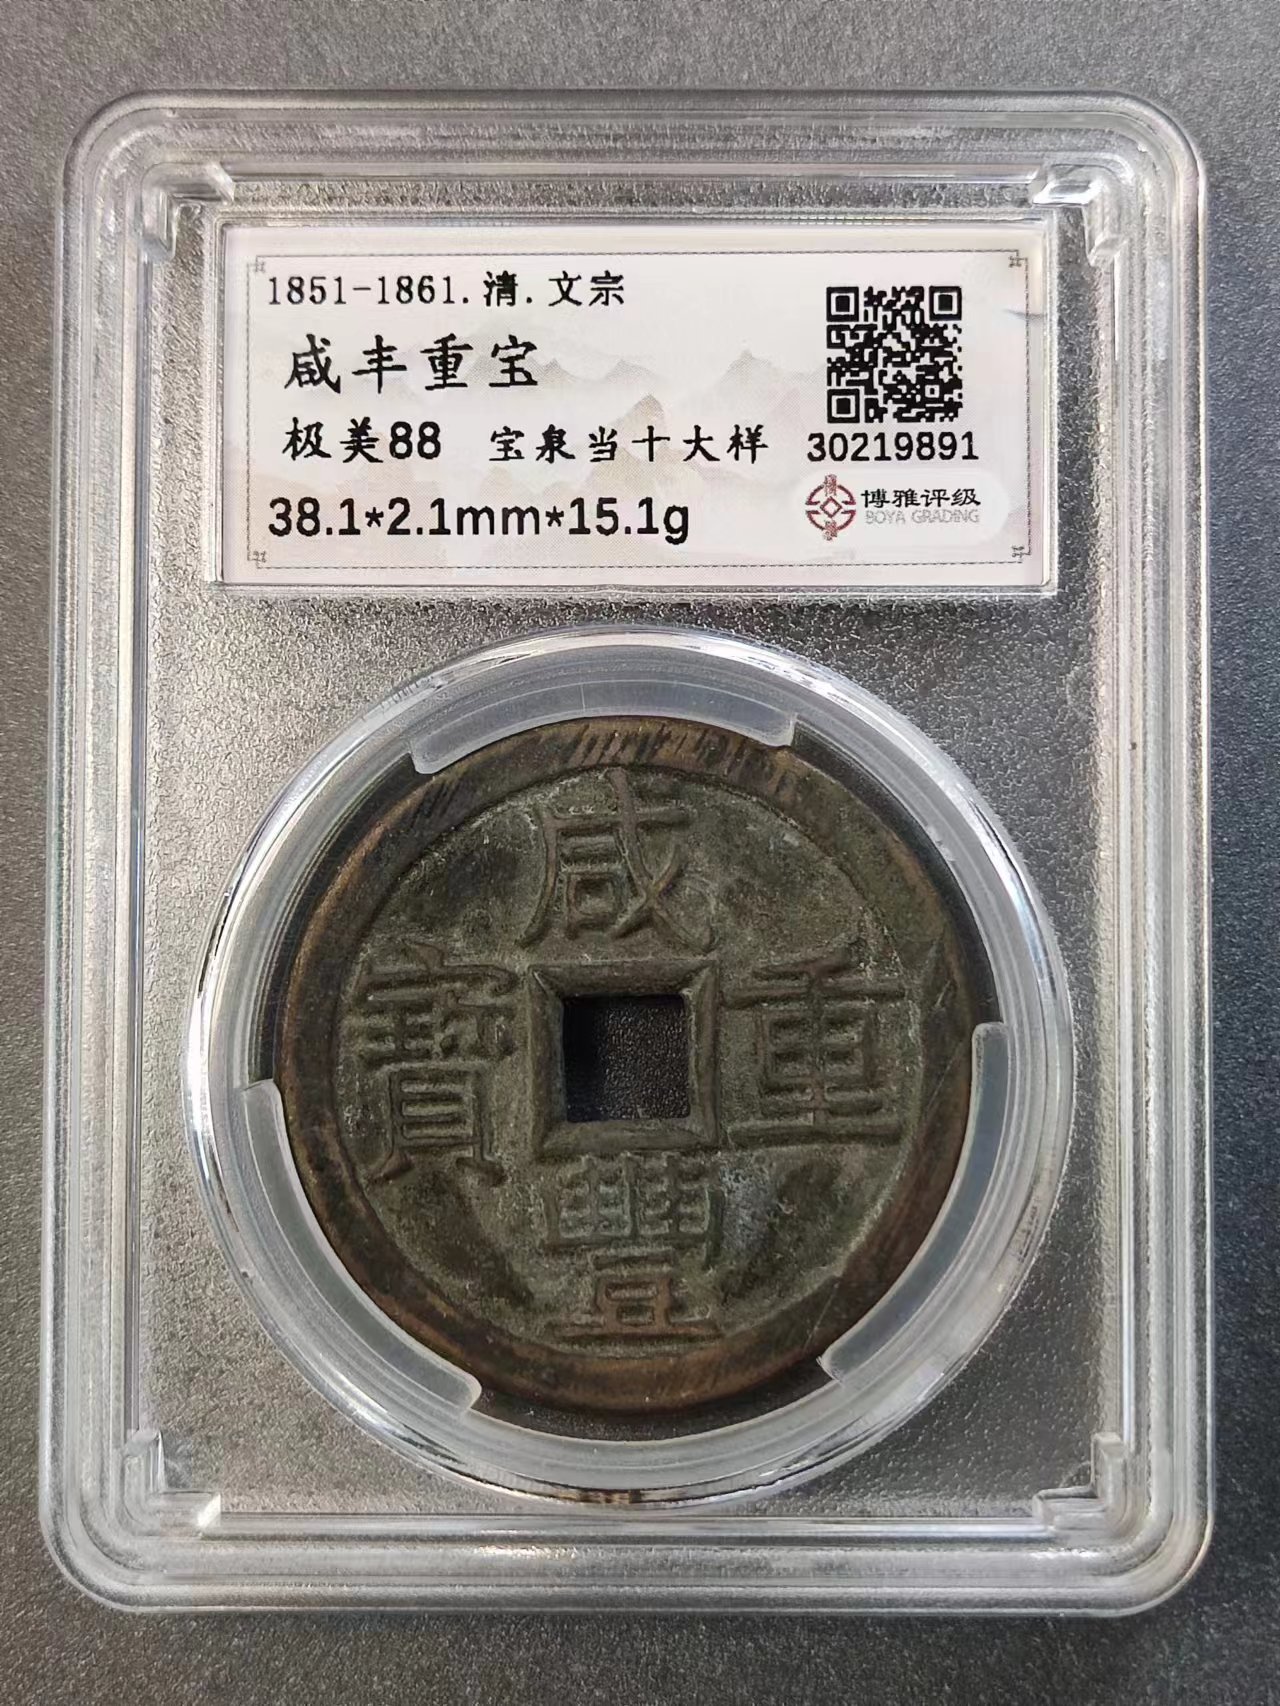 1851-1861.清.文宗
咸丰重宝
极美88 宝泉当十大样
30219891
38.1*2.1mm*15.1g
博雅评级
BOYA GRADING
咸
寶 重
豐